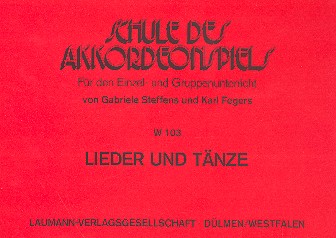 SCHULE DES
AKKORDEONSPIELS
Für den Einzel- und Gruppenunterricht
von Gabriele Steffens und Karl Fogers
W 103
LIEDER UND TÄNZE
LAUMANN-VERLAGSGESELLSCHAFT DÜLMEN/WESTFALEN